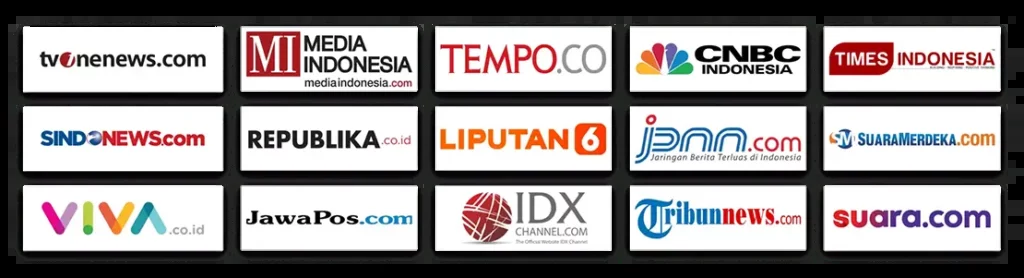 tvonenews.com
MI MEDIA INDONESIA
mediaindonesia.com
TEMPO.CO
CNBC INDONESIA
TIMES INDONESIA
SINDONEWS.com
REPUBLIKA.co.id
LIPUTAN 6
jpnn.com
Jaringan Berita Terluas di Indonesia
SM SUARAMERDEKA.com
VIVA.co.id
JawaPos.com
IDX
CHANNEL.COM
The Official Website IDX Channel
Tribunnews.com
suara.com